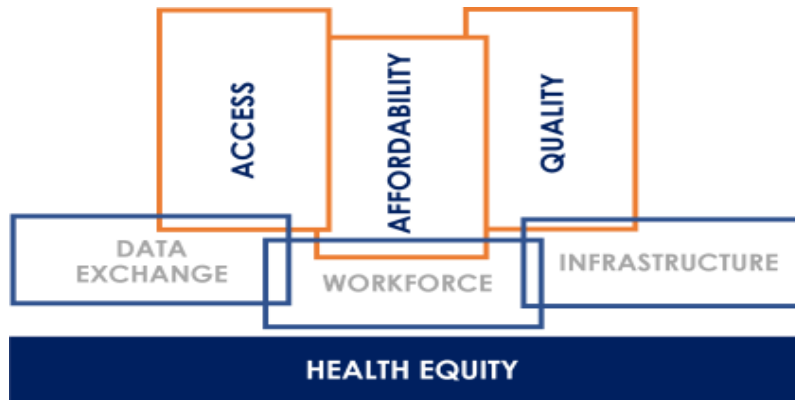 ACCESS
AFFORDABILITY
QUALITY
DATA
EXCHANGE
WORKFORCE
INFRASTRUCTURE
HEALTH EQUITY